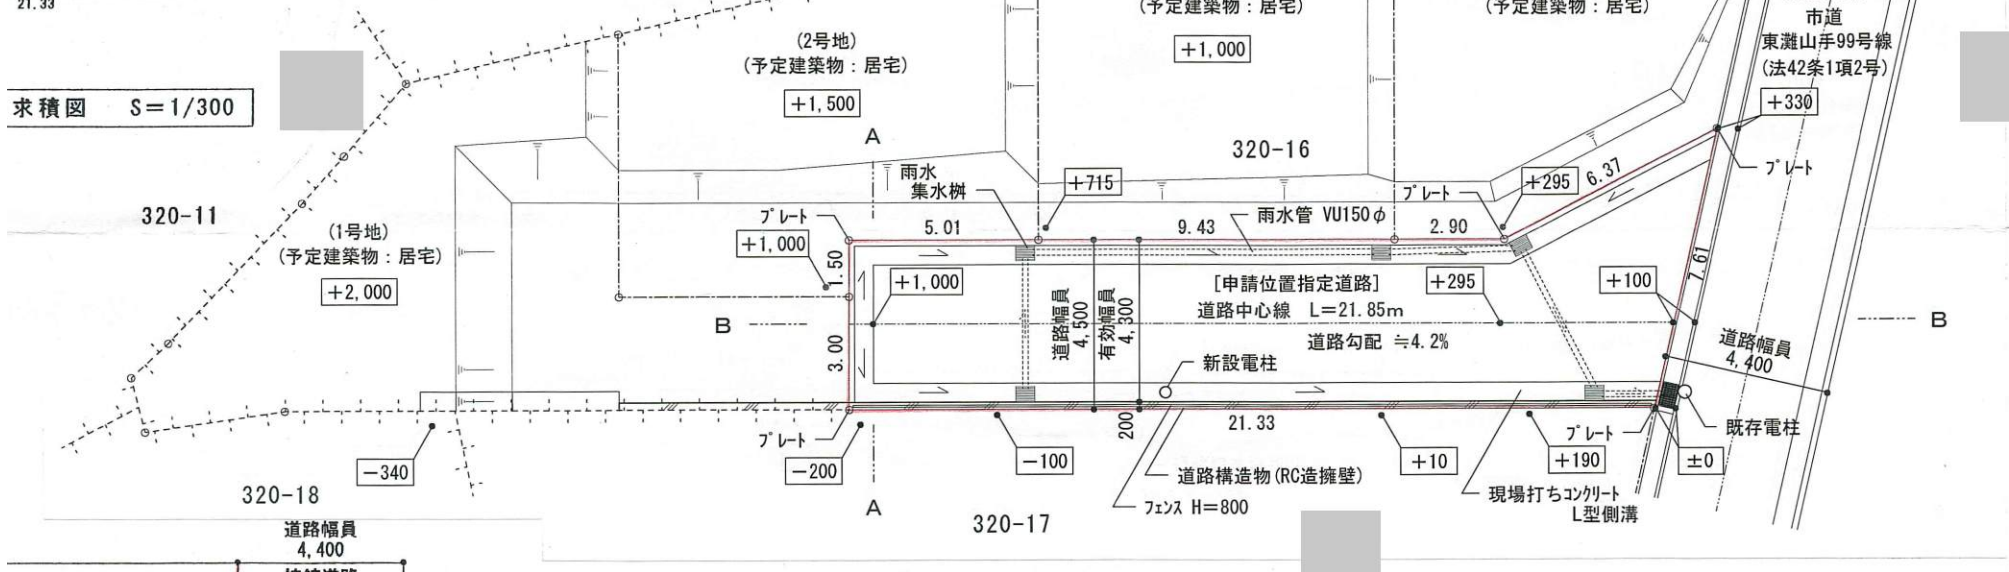 21.33
求積図 S=1/300
(2号地)
(予定建築物:居宅)
+1,500
(予定建築物:居宅)
+1,000
(予定建築物:居宅)
市道
東灘山手99号線
(法42条1項2号)
+330
A
320-16
320-11
(1号地)
(予定建築物:居宅)
+2,000
雨水
集水桝
+715
プレート
+295
6.37
プレート
プレート
+1,000
5.01
9.43
雨水管 VU150φ
2.90
1.50
+1,000
[申請位置指定道路]
+295
+100
7.61
道路幅員
4,500
有効幅員
4,300
道路中心線 L=21.85m
道路勾配 ≒4.2%
B
B
3.00
新設電柱
道路幅員
4,400
プレート
200
21.33
プレート
既存電柱
-340
-200
-100
+10
+190
±0
道路構造物(RC造擁壁)
フェンス H=800
現場打ちコンクリート
L型側溝
A
320-18
320-17
道路幅員
4,400